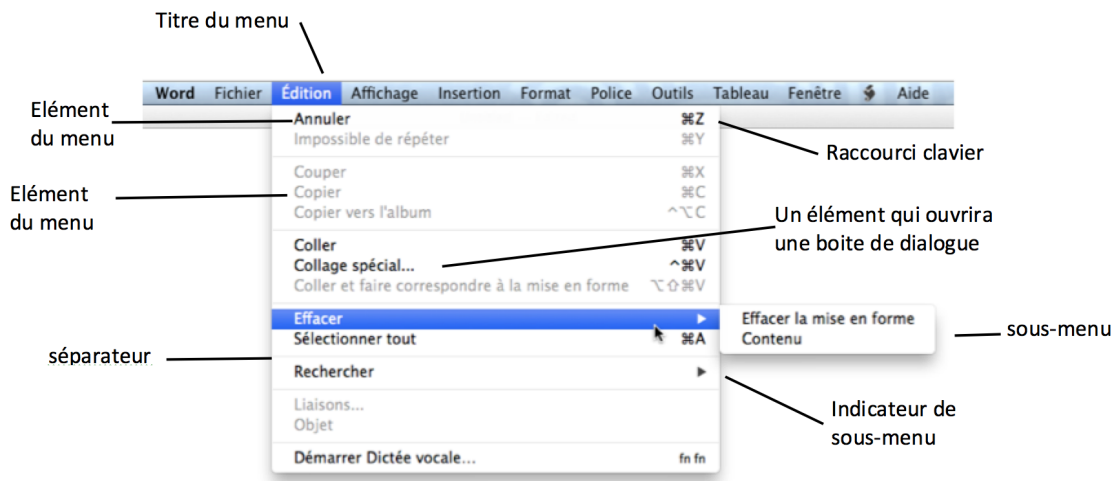 Titre du menu
Word Fichier Édition Affichage Insertion Format Police Outils Tableau Fenêtre Aide
Elément
du menu
Annuler ⌘Z
Impossible de répéter ⌘Y
Raccourci clavier
Couper ⌘X
Elément
du menu
Copier ⌘C
Copier vers l'album ^⌥C
Un élément qui ouvrira
une boite de dialogue
Coller ⌘V
Collage spécial... ^⌘V
Coller et faire correspondre à la mise en forme ⌥⇧⌘V
Effacer ▶
Effacer la mise en forme
Contenu
sous-menu
Sélectionner tout ⌘A
séparateur
Rechercher ▶
Indicateur de
sous-menu
Liaisons...
Objet
Démarrer Dictée vocale... fn fn